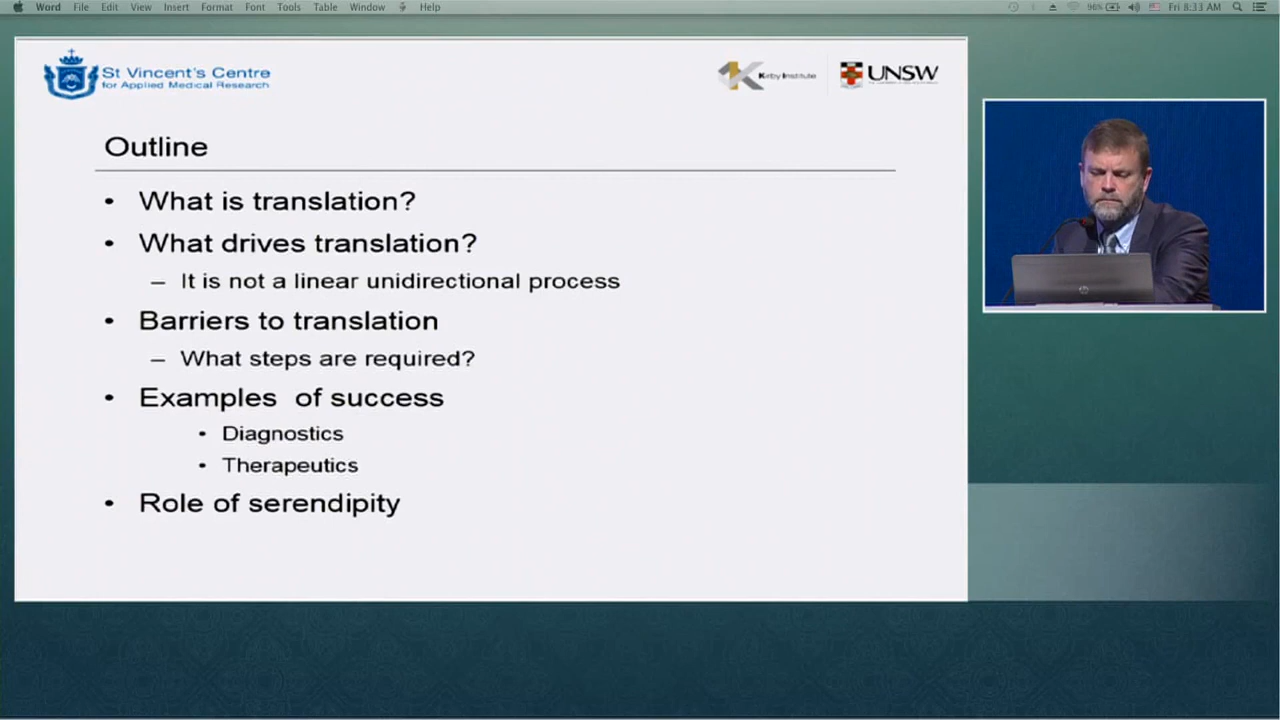 Word File Edit View Insert Format Font Tools Table Window Help 96% Fri 8:33 AM
St Vincent's Centre
for Applied Medical Research
Kirby Institute
UNSW
Outline
• What is translation?
• What drives translation?
– It is not a linear unidirectional process
• Barriers to translation
– What steps are required?
• Examples of success
• Diagnostics
• Therapeutics
• Role of serendipity